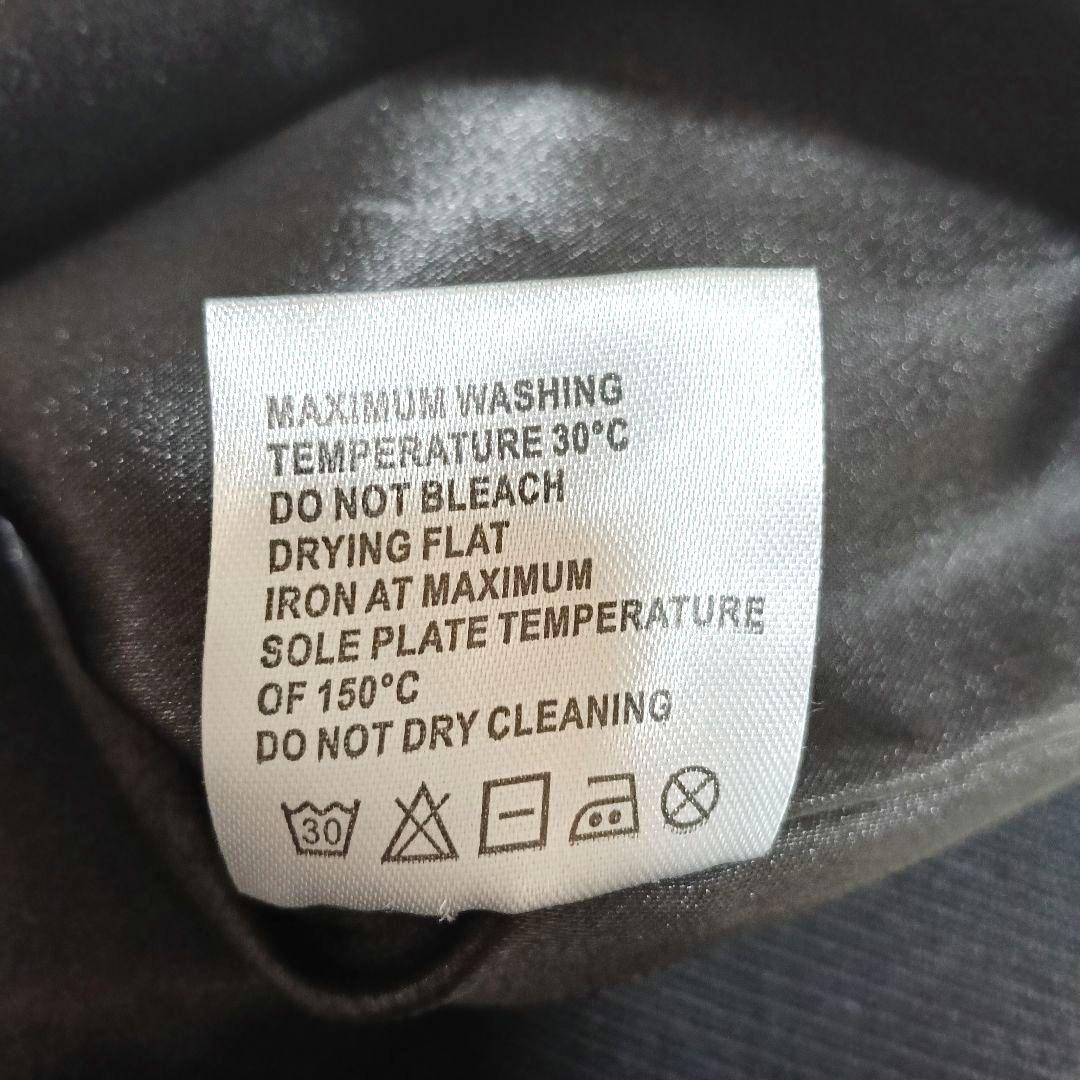 MAXIMUM WASHING
TEMPERATURE 30°C
DO NOT BLEACH
DRYING FLAT
IRON AT MAXIMUM
SOLE PLATE TEMPERATURE
OF 150°C
DO NOT DRY CLEANING
30